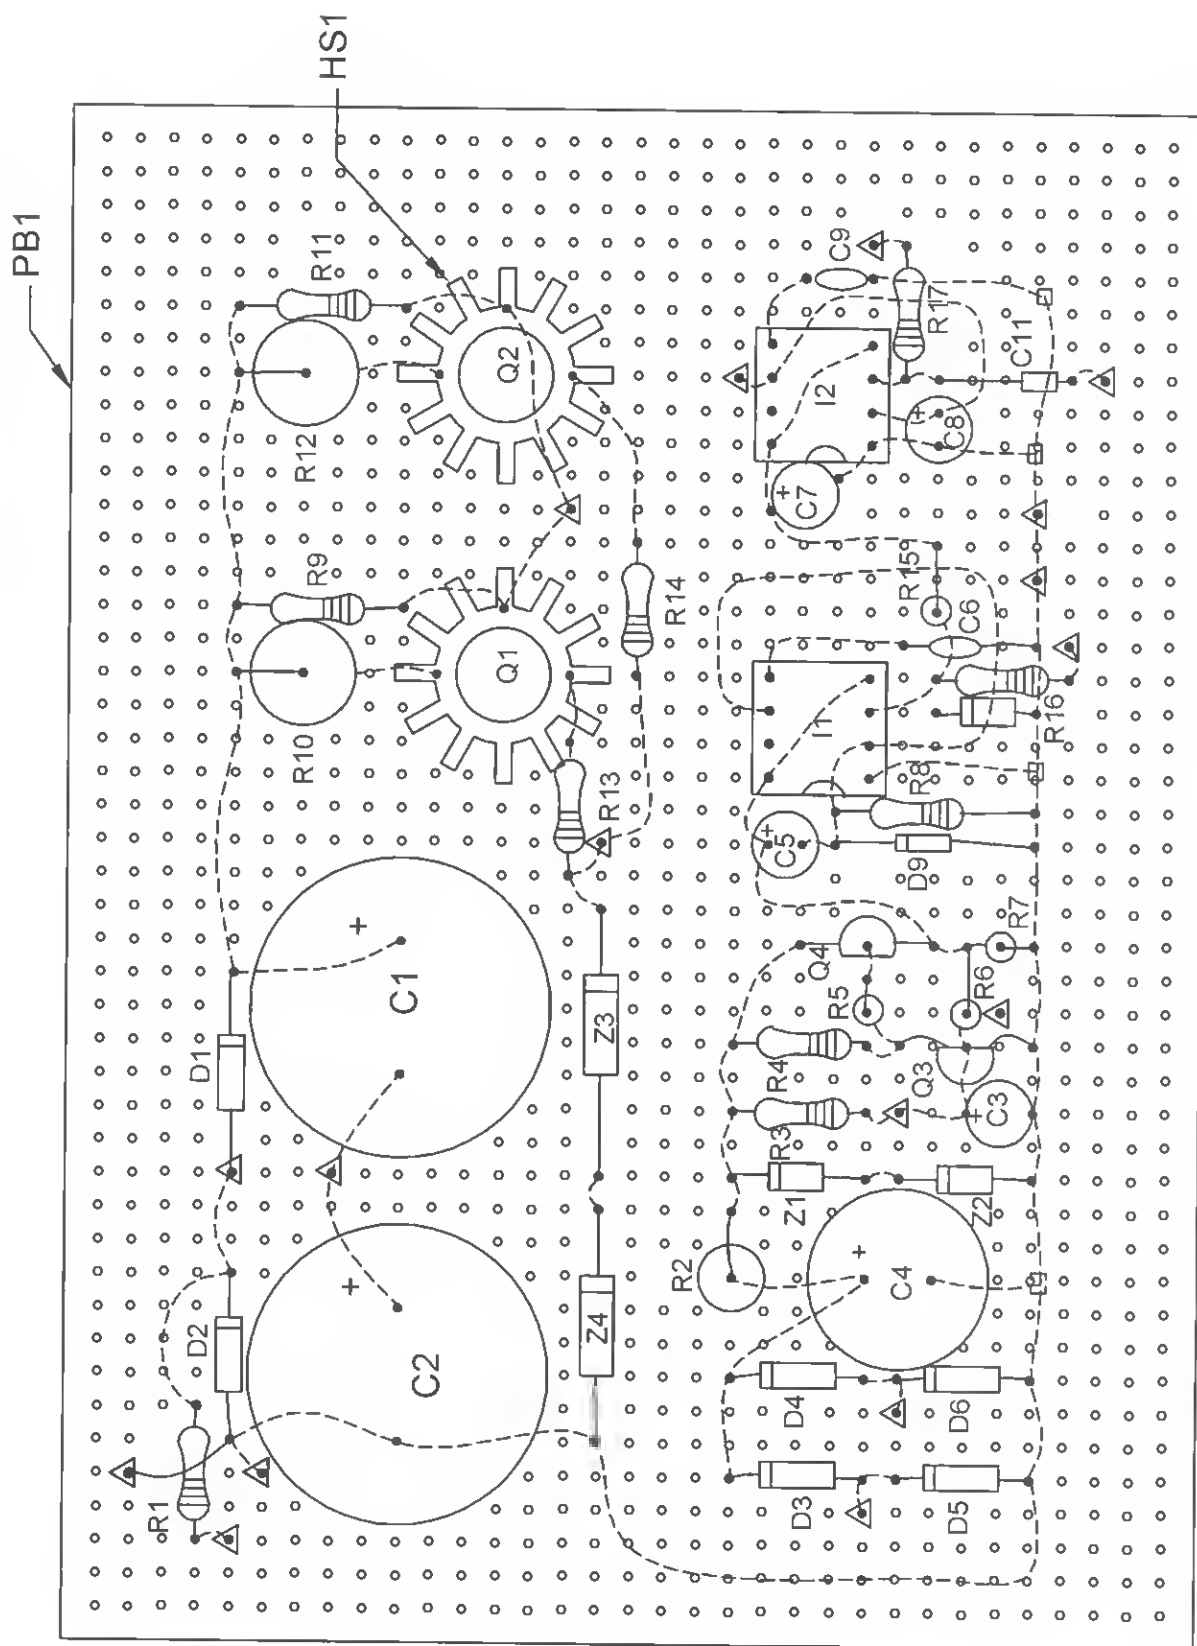 PB1
HS1
R11
R12
Q2
R9
R10
Q1
R14
R13
+
C1
D1
Z3
+
C2
D2
Z4
R1
C9
R17
C11
I2
+
C8
+
C7
R15
C6
I1
R16
R8
+
C5
D9
Q4
R7
R6
R5
R4
Q3
+
C3
R3
Z1
Z2
R2
+
C4
D4
D6
D3
D5